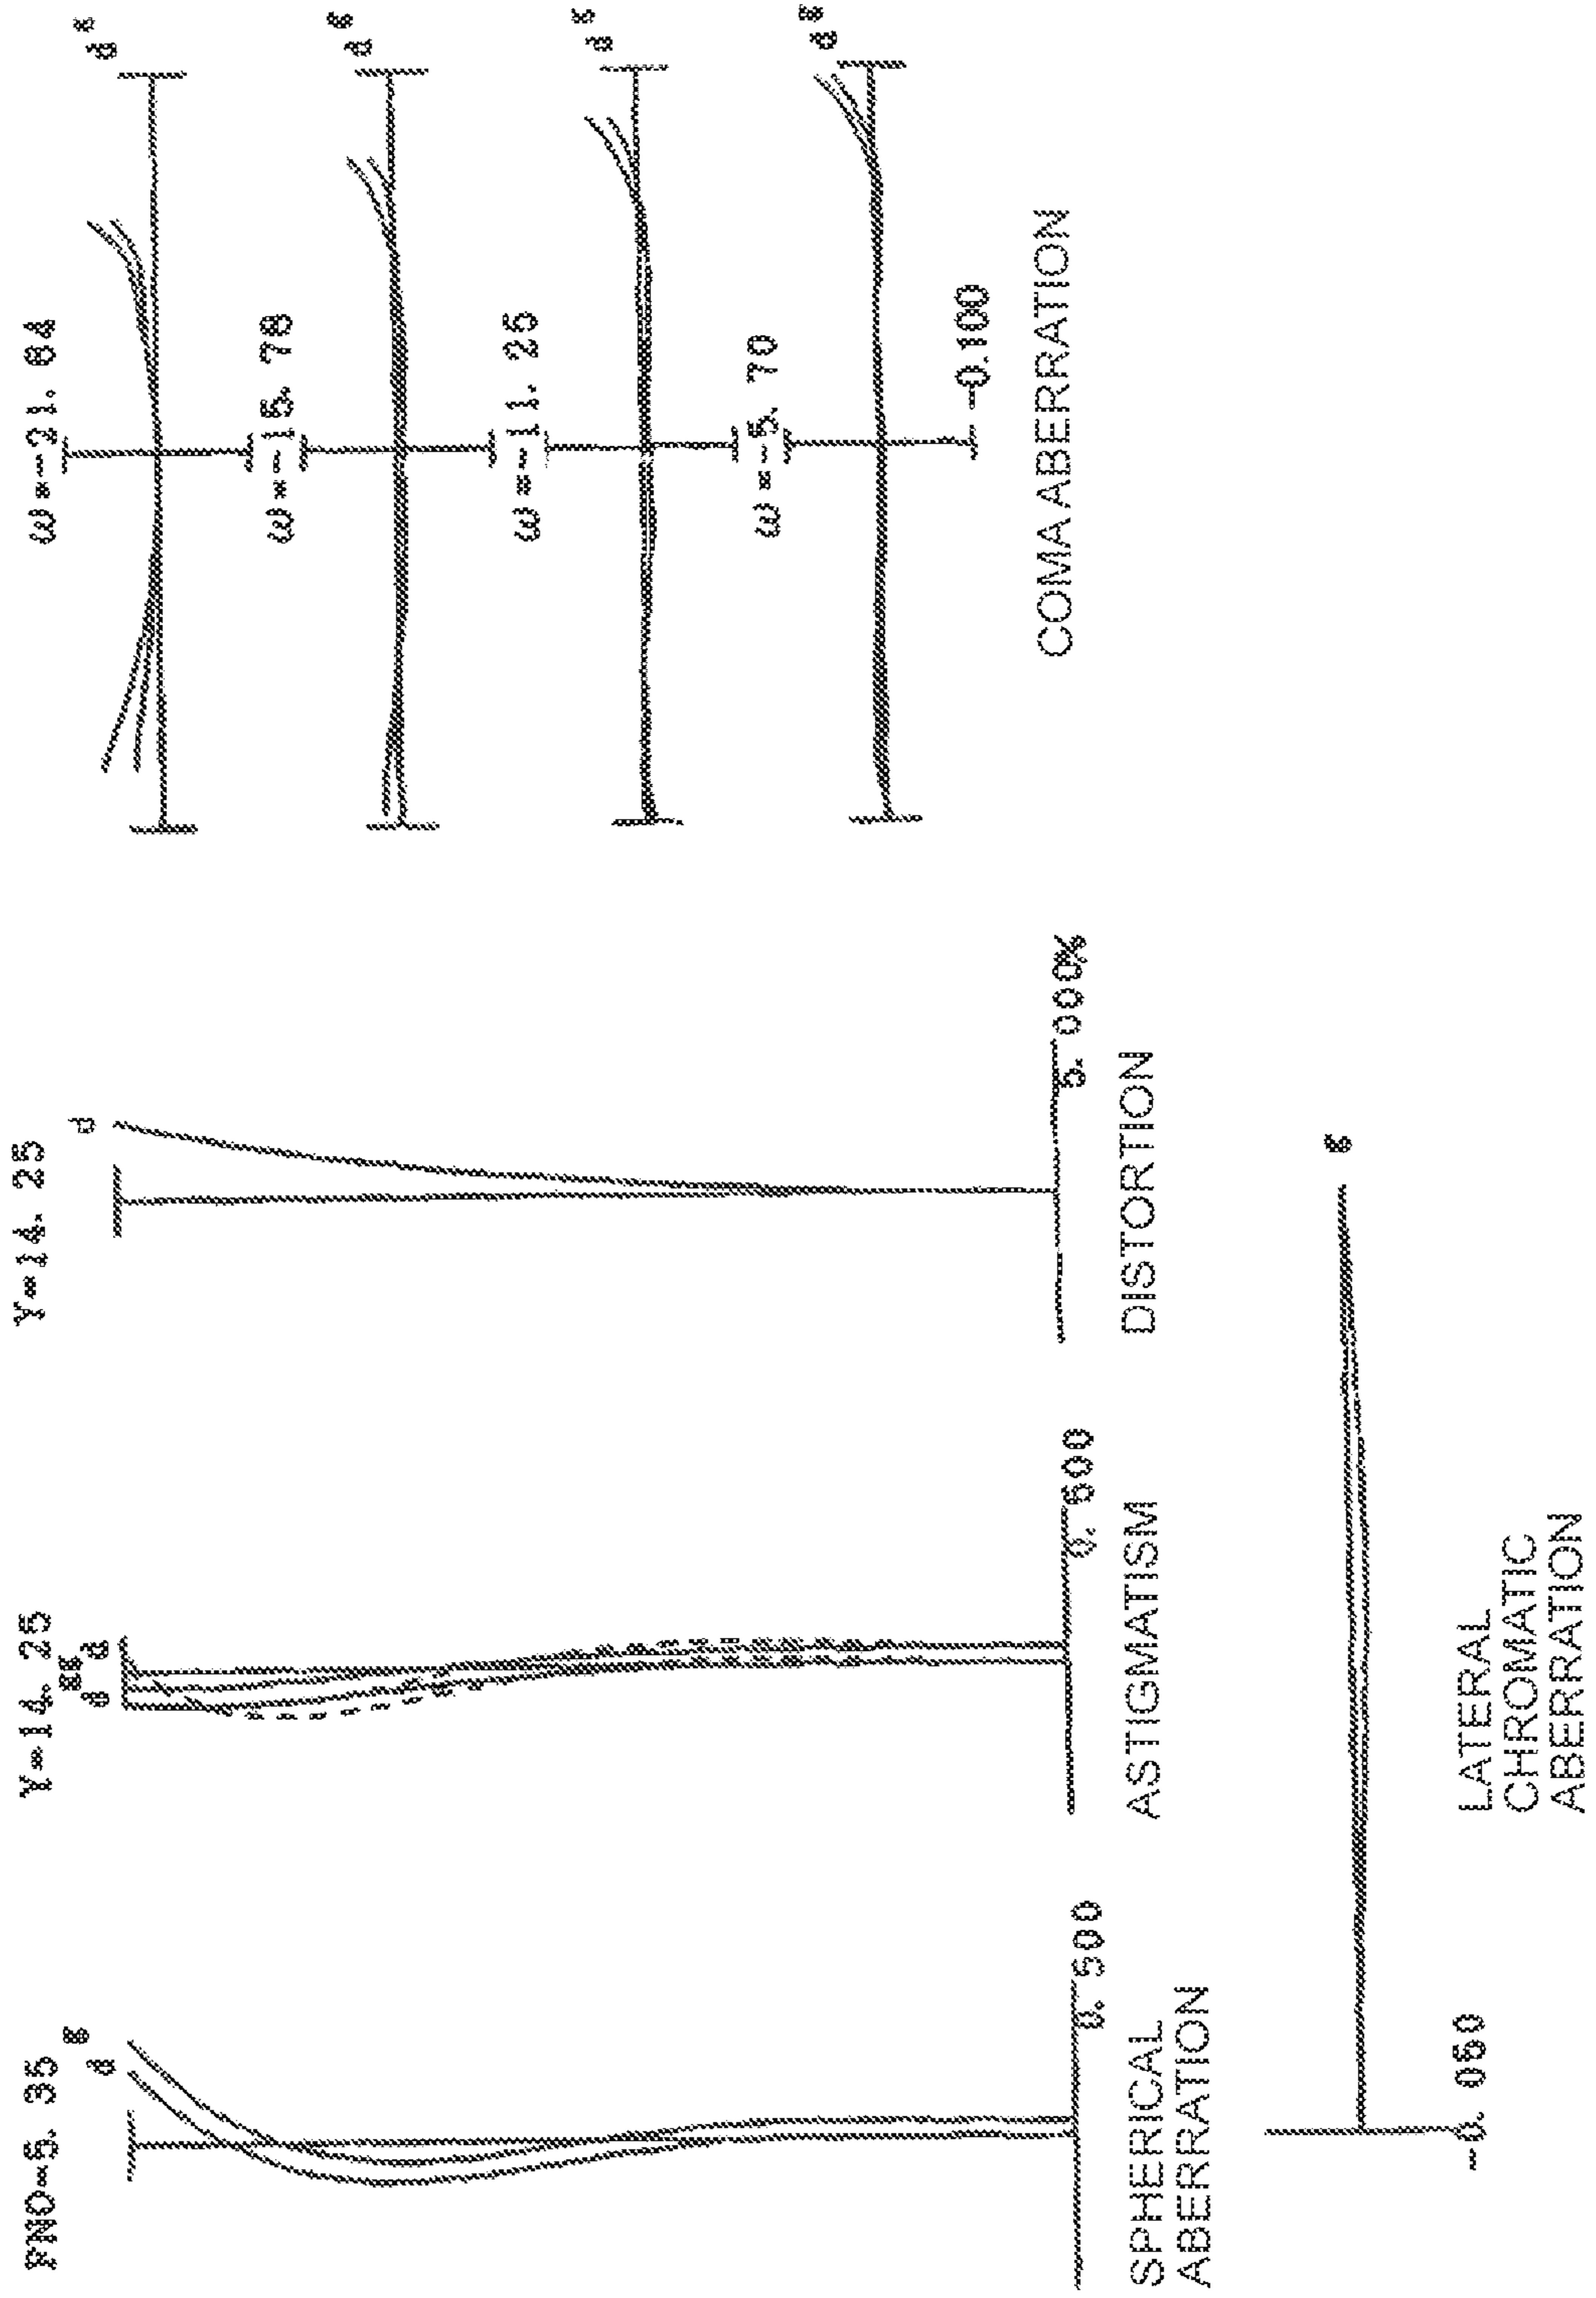 FNO=5. 35
d g
0. 500
SPHERICAL
ABERRATION
Y=14. 25
d g g d
0. 500
ASTIGMATISM
Y=14. 25
d
5. 000%
DISTORTION
ω=-21. 64
d g
ω=-15. 78
d g
ω=-11. 25
d g
ω=-5. 70
d g
-0.100
COMA ABERRATION
g
-0. 050
LATERAL
CHROMATIC
ABERRATION